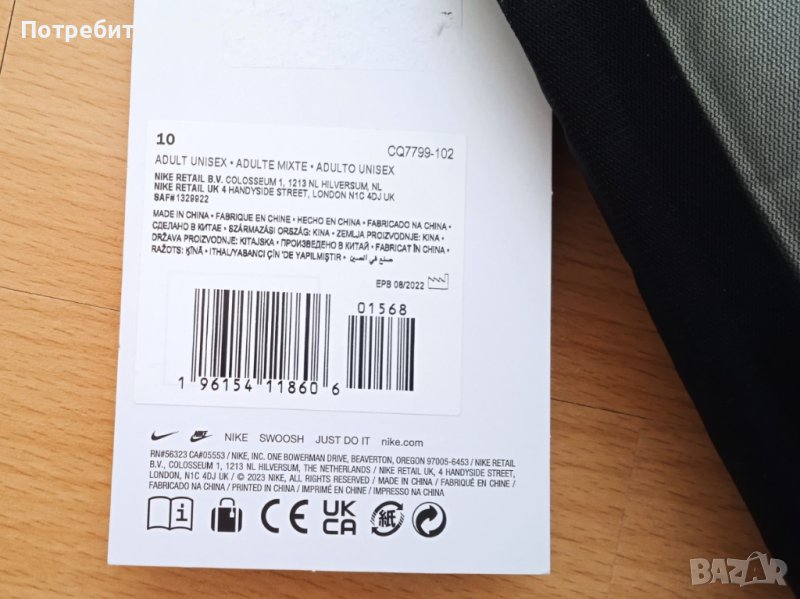 Потребит
10
CQ7799-102
ADULT UNISEX • ADULTE MIXTE • ADULTO UNISEX
NIKE RETAIL B.V. COLOSSEUM 1, 1213 NL HILVERSUM, NL
NIKE RETAIL UK 4 HANDYSIDE STREET, LONDON N1C 4DJ UK
SAF# 1329922
MADE IN CHINA • FABRIQUE EN CHINE • HECHO EN CHINA • FABRICADO NA CHINA •
СДЕЛАНО В КИТАЕ • SZÁRMAZÁSI ORSZÁG: KINA • ZEMLJA PROIZVODNJE: KINA •
DRŽAVA PROIZVODNJE: KITAJSKA • ПРОИЗВЕДЕНО В КИТАЙ • FABRICAT ÎN CHINA •
RAŽOTS: ĶĪNĀ • ITHAL/YABANCI ÇİN 'DE YAPILMIŞTIR • صنع في الصين
EPB 08/2022
01568
1 96154 11860 6
NIKE SWOOSH JUST DO IT nike.com
RN#56323 CA#05553 / NIKE, INC. ONE BOWERMAN DRIVE, BEAVERTON, OREGON 97005-6453 / NIKE RETAIL
B.V., COLOSSEUM 1, 1213 NL HILVERSUM, THE NETHERLANDS / NIKE RETAIL UK, 4 HANDYSIDE STREET,
LONDON, N1C 4DJ UK / © 2023 NIKE, ALL RIGHTS RESERVED / MADE IN CHINA / FABRIQUÉ EN CHINE /
FABRICADO NA CHINA / PRINTED IN CHINA / IMPRIMÉ EN CHINE / IMPRESSO NA CHINA
i CE UK CA 紙
BAZAR